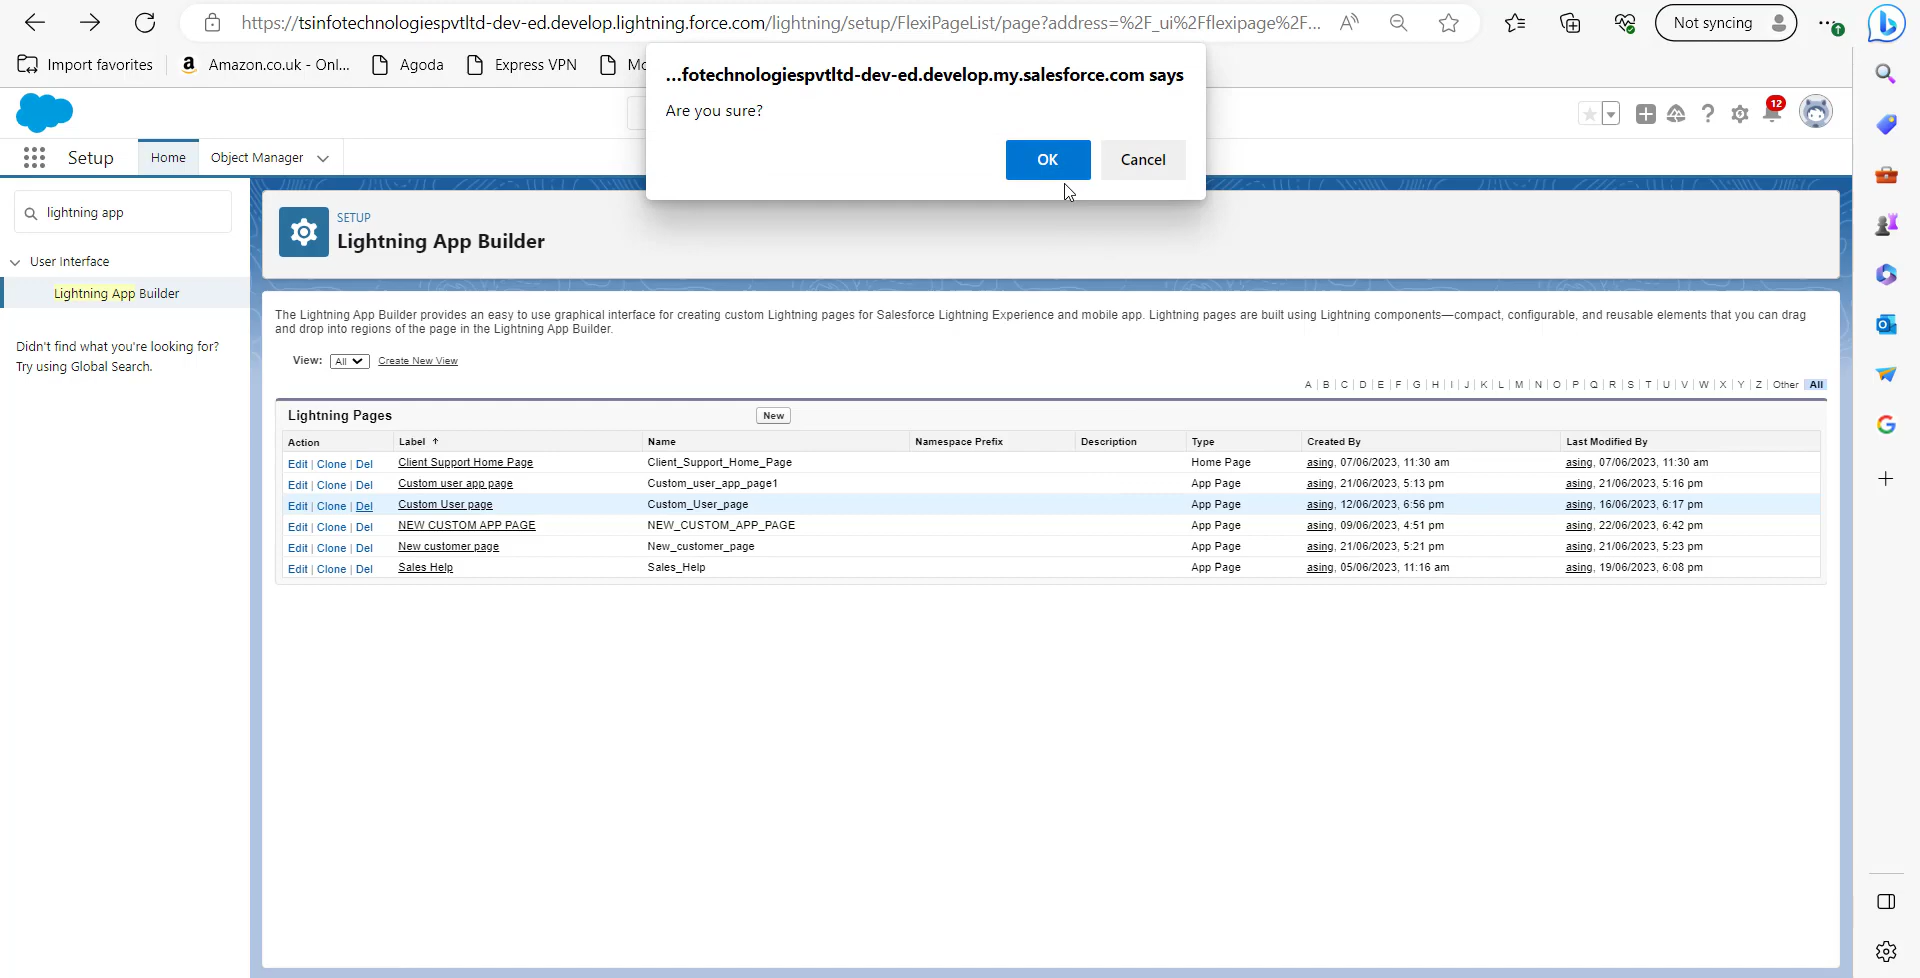 https://tsinfotechnologiespvtltd-dev-ed.develop.lightning.force.com/lightning/setup/FlexiPageList/page?address=%2F_ui%2Fflexipage%2F...
Not syncing
Import favorites
Amazon.co.uk - Onl...
Agoda
Express VPN
...fotechnologiespvtltd-dev-ed.develop.my.salesforce.com says
Are you sure?
OK
Cancel
12
Setup
Home
Object Manager
lightning app
User Interface
Lightning App Builder
Didn't find what you're looking for?
Try using Global Search.
SETUP
Lightning App Builder
The Lightning App Builder provides an easy to use graphical interface for creating custom Lightning pages for Salesforce Lightning Experience and mobile app. Lightning pages are built using Lightning components—compact, configurable, and reusable elements that you can drag
and drop into regions of the page in the Lightning App Builder.
View: All Create New View
A | B | C | D | E | F | G | H | I | J | K | L | M | N | O | P | Q | R | S | T | U | V | W | X | Y | Z | Other | All
Lightning Pages New
Action Label Name Namespace Prefix Description Type Created By Last Modified By
Edit | Clone | Del Client Support Home Page Client_Support_Home_Page Home Page asing, 07/06/2023, 11:30 am asing, 07/06/2023, 11:30 am
Edit | Clone | Del Custom user app page Custom_user_app_page1 App Page asing, 21/06/2023, 5:13 pm asing, 21/06/2023, 5:16 pm
Edit | Clone | Del Custom User page Custom_User_page App Page asing, 12/06/2023, 6:56 pm asing, 16/06/2023, 6:17 pm
Edit | Clone | Del NEW CUSTOM APP PAGE NEW_CUSTOM_APP_PAGE App Page asing, 09/06/2023, 4:51 pm asing, 22/06/2023, 6:42 pm
Edit | Clone | Del New customer page New_customer_page App Page asing, 21/06/2023, 5:21 pm asing, 21/06/2023, 5:23 pm
Edit | Clone | Del Sales Help Sales_Help App Page asing, 05/06/2023, 11:16 am asing, 19/06/2023, 6:08 pm